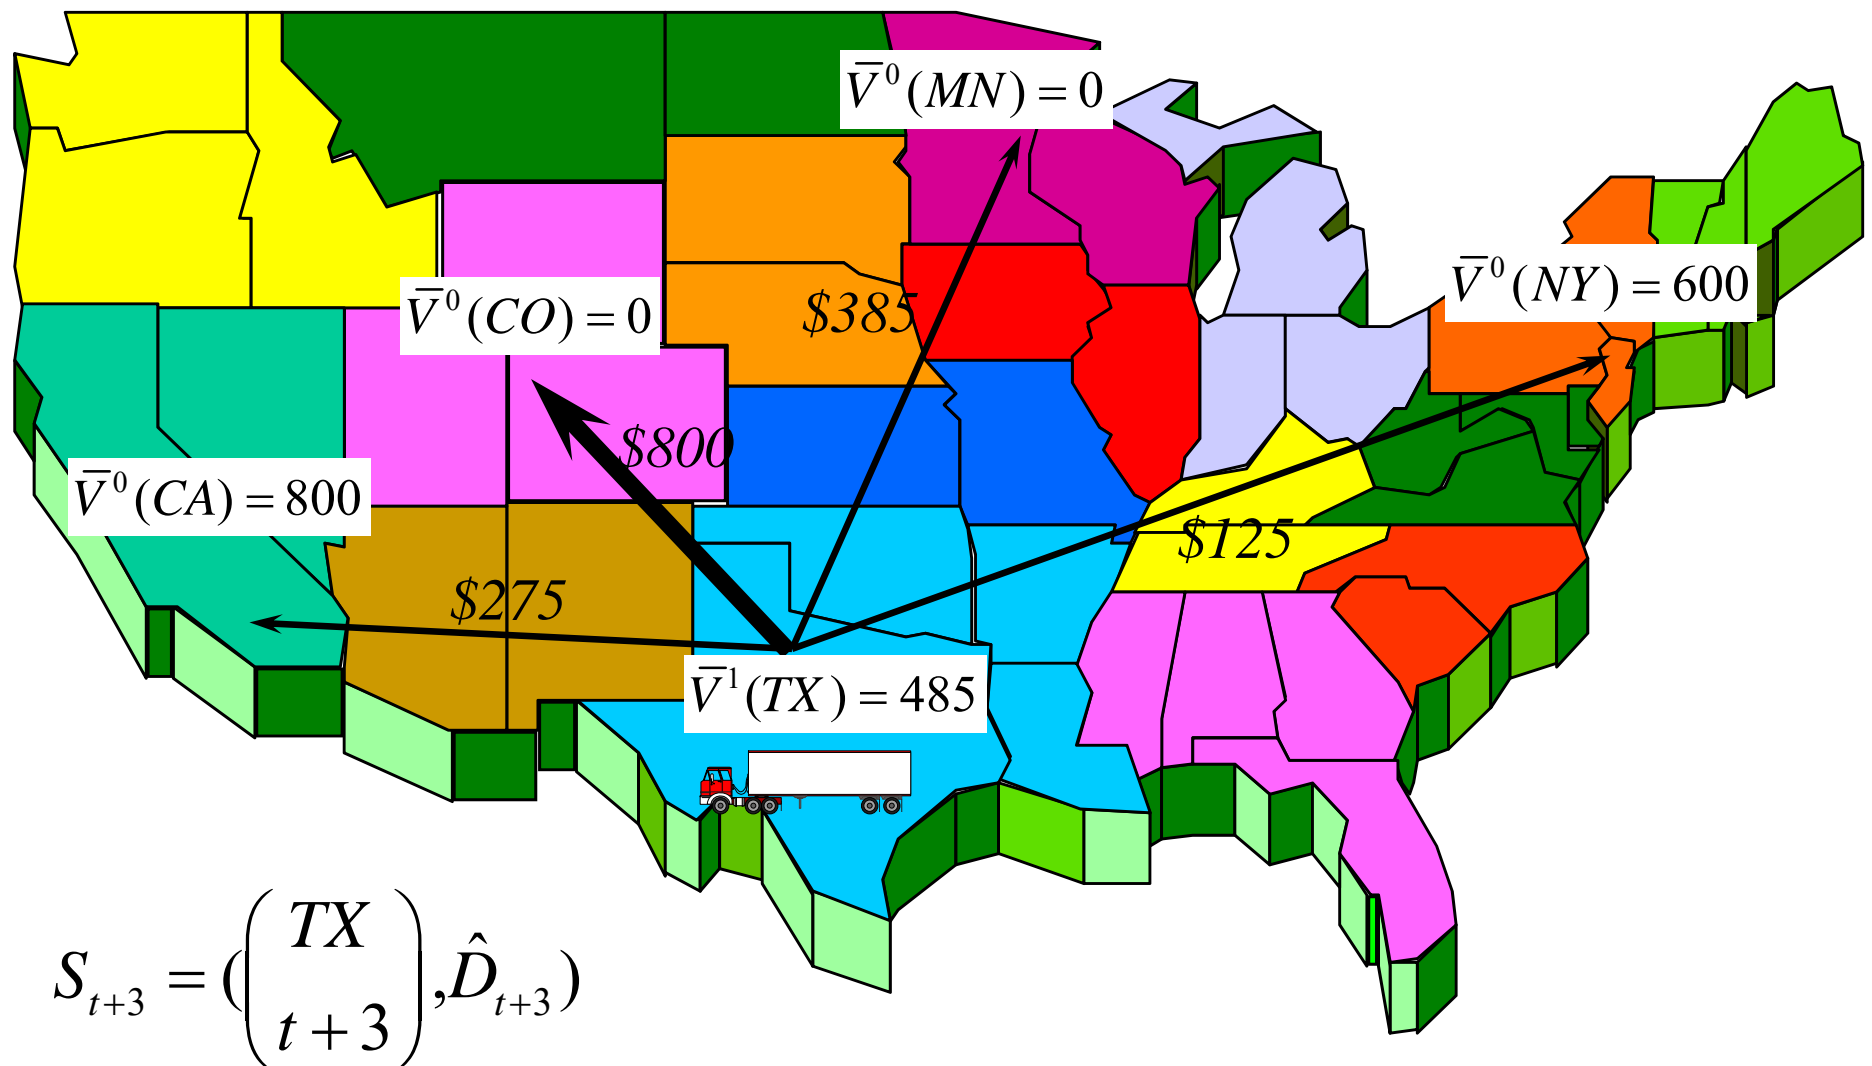 V̅⁰(MN) = 0
V̅⁰(NY) = 600
V̅⁰(CO) = 0
$385
$800
V̅⁰(CA) = 800
$125
$275
V̅¹(TX) = 485
S_{t+3} = ((TX
t + 3), D̂_{t+3})